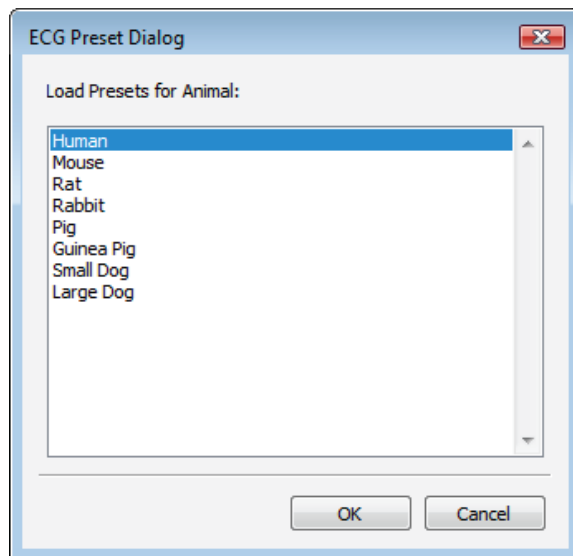 ECG Preset Dialog
Load Presets for Animal:
Human
Mouse
Rat
Rabbit
Pig
Guinea Pig
Small Dog
Large Dog
OK Cancel